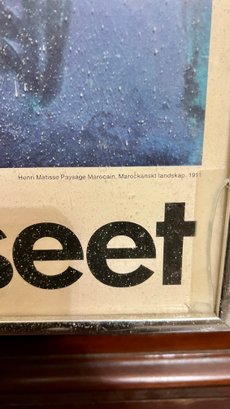 Henri Matisse Paysage Marocain, Marockanskt landskap. 1911
seet